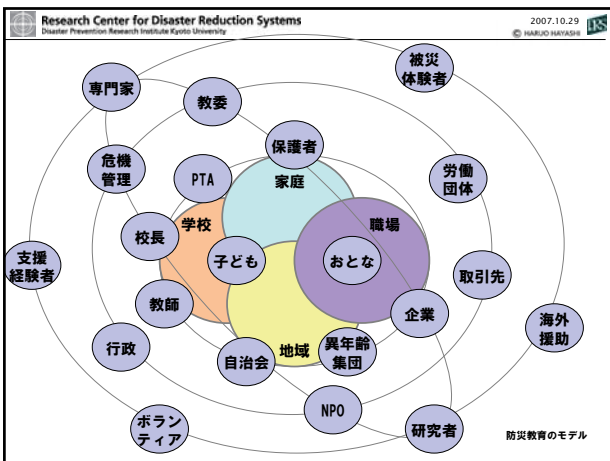 Research Center for Disaster Reduction Systems
Disaster Prevention Research Institute Kyoto University
2007.10.29
© HARUO HAYASHI
DRS
被災
体験者
専門家
教委
保護者
危機
管理
PTA
家庭
労働
団体
学校
職場
校長
子ども
おとな
支援
経験者
取引先
教師
企業
海外
援助
行政
自治会
地域
異年齢
集団
NPO
ボラン
ティア
研究者
防災教育のモデル